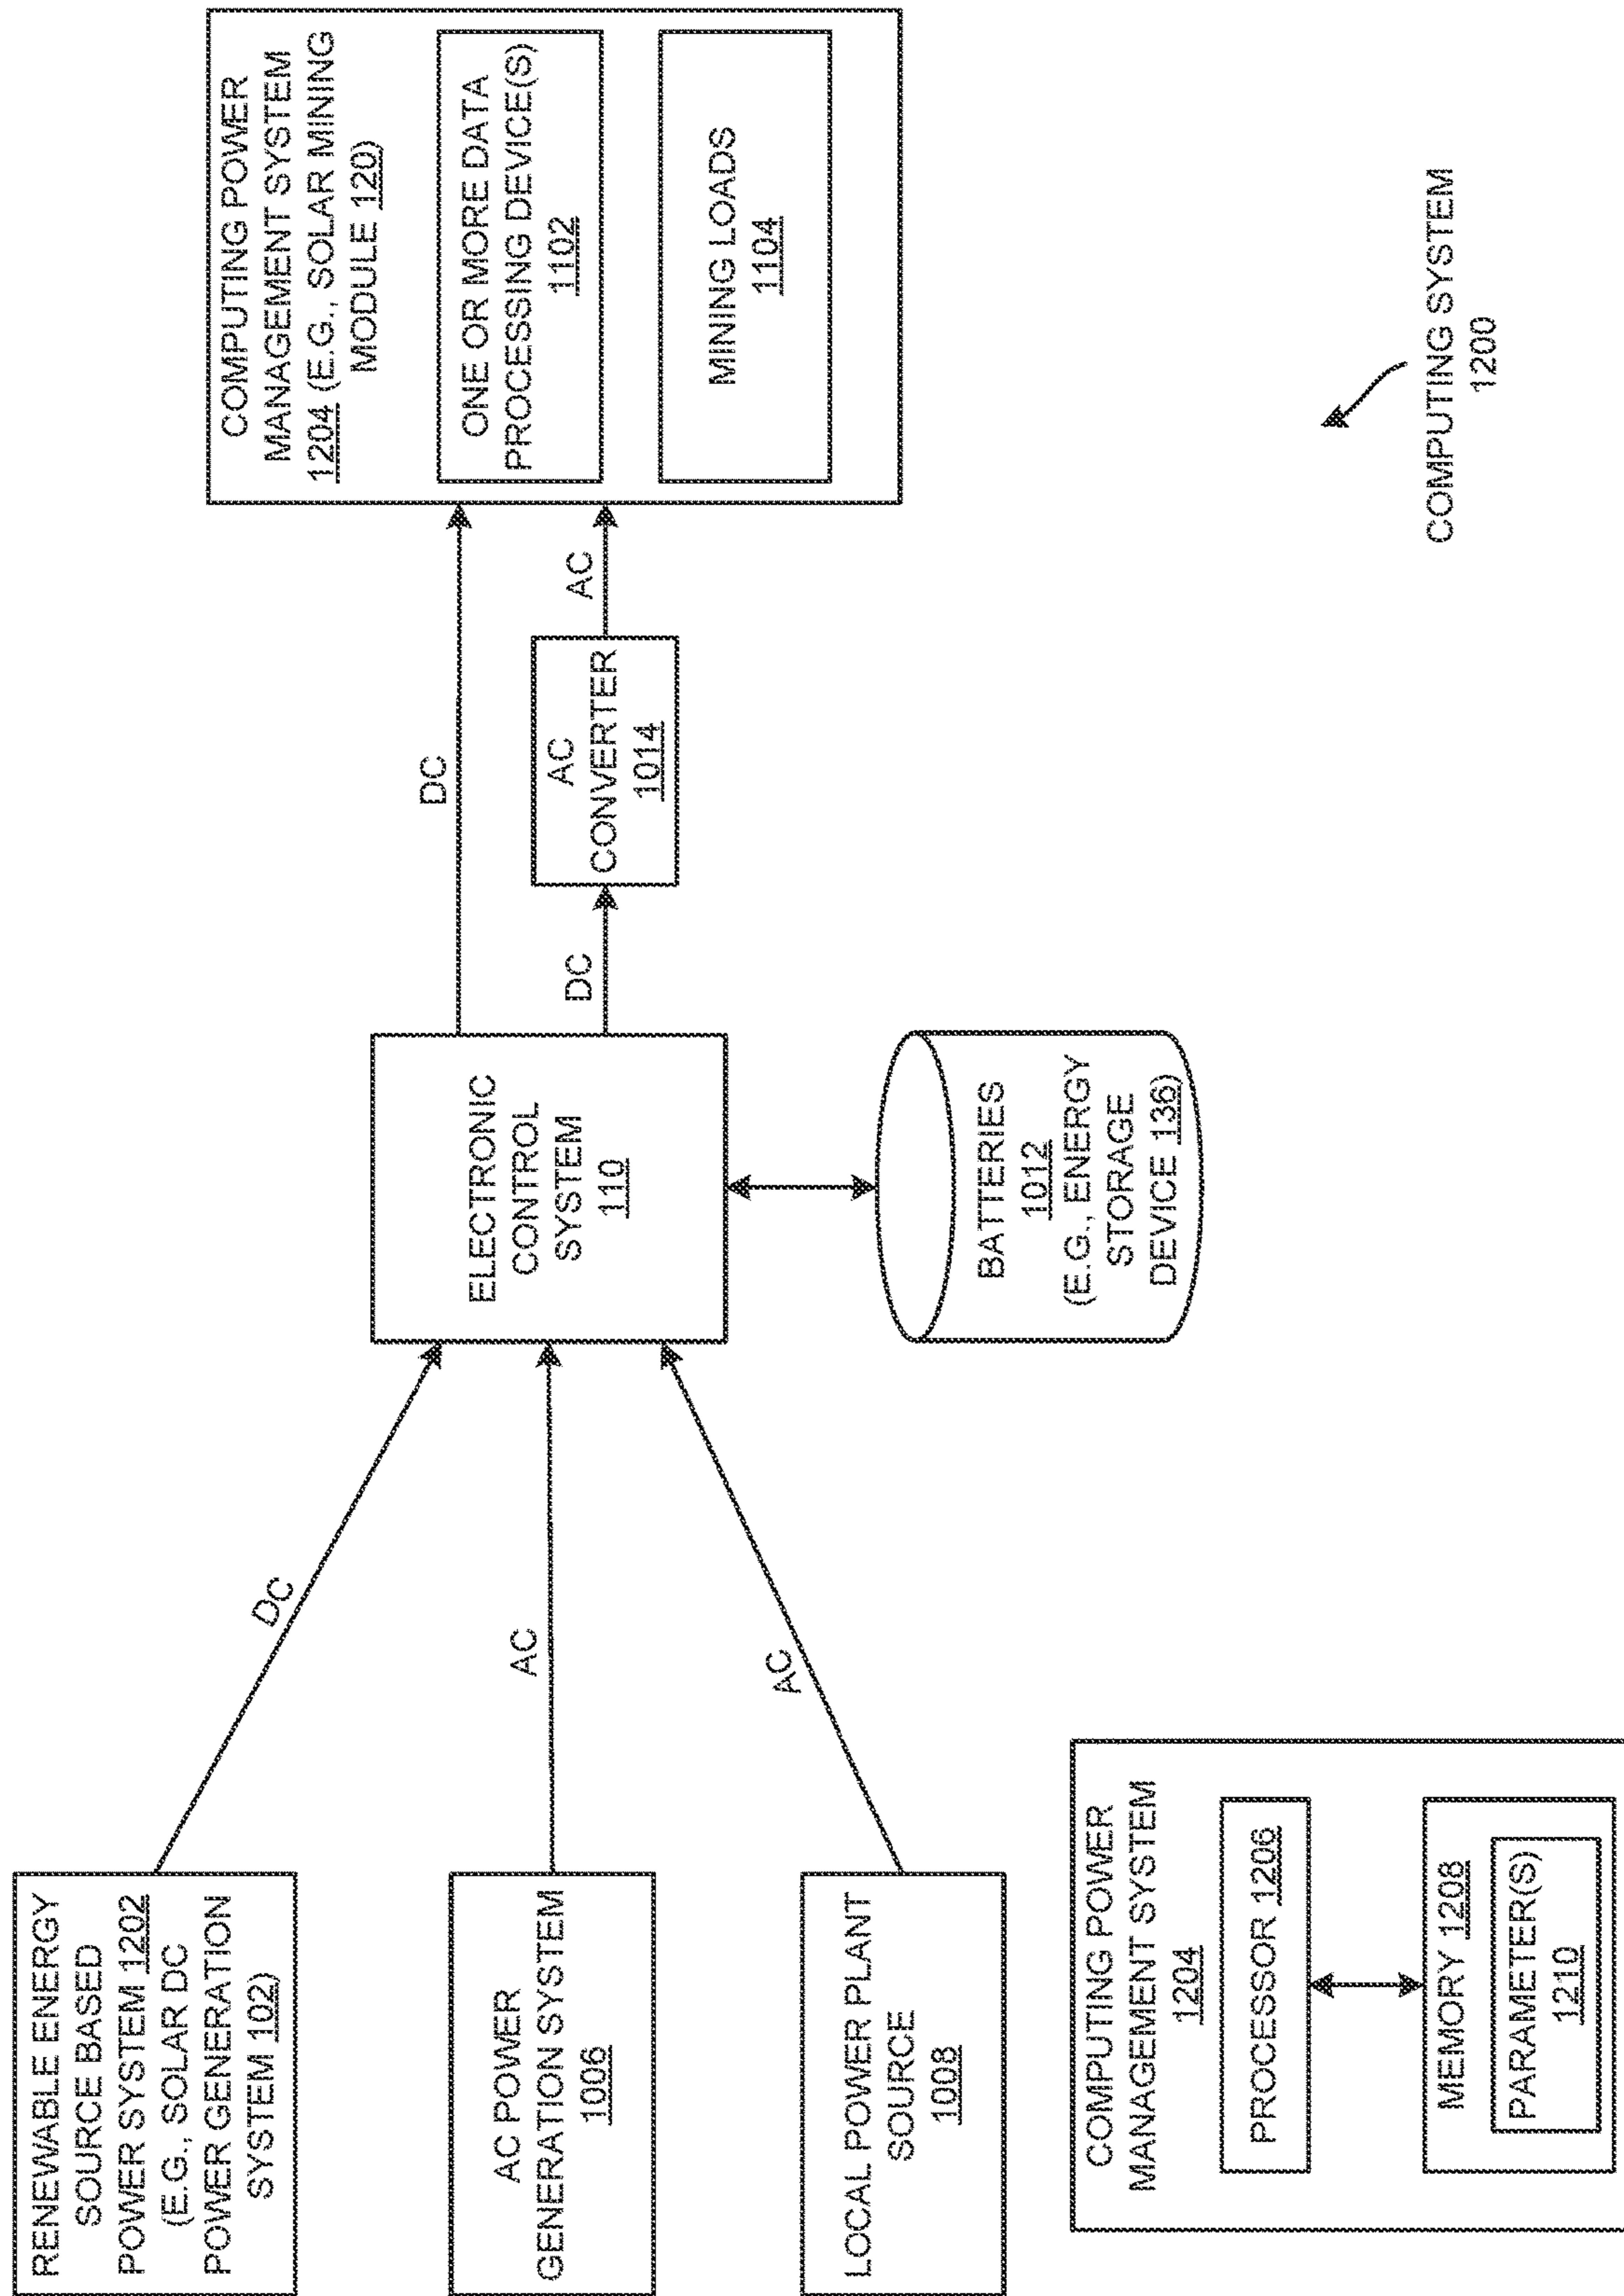 RENEWABLE ENERGY
SOURCE BASED
POWER SYSTEM 1202
(E.G., SOLAR DC
POWER GENERATION
SYSTEM 102)
DC
AC POWER
GENERATION SYSTEM
1006
AC
LOCAL POWER PLANT
SOURCE
1008
AC
ELECTRONIC
CONTROL
SYSTEM
110
BATTERIES
1012
(E.G., ENERGY
STORAGE
DEVICE 136)
DC
DC
AC
CONVERTER
1014
AC
COMPUTING POWER
MANAGEMENT SYSTEM
1204 (E.G., SOLAR MINING
MODULE 120)
ONE OR MORE DATA
PROCESSING DEVICE(S)
1102
MINING LOADS
1104
COMPUTING POWER
MANAGEMENT SYSTEM
1204
PROCESSOR 1206
MEMORY 1208
PARAMETER(S)
1210
COMPUTING SYSTEM
1200